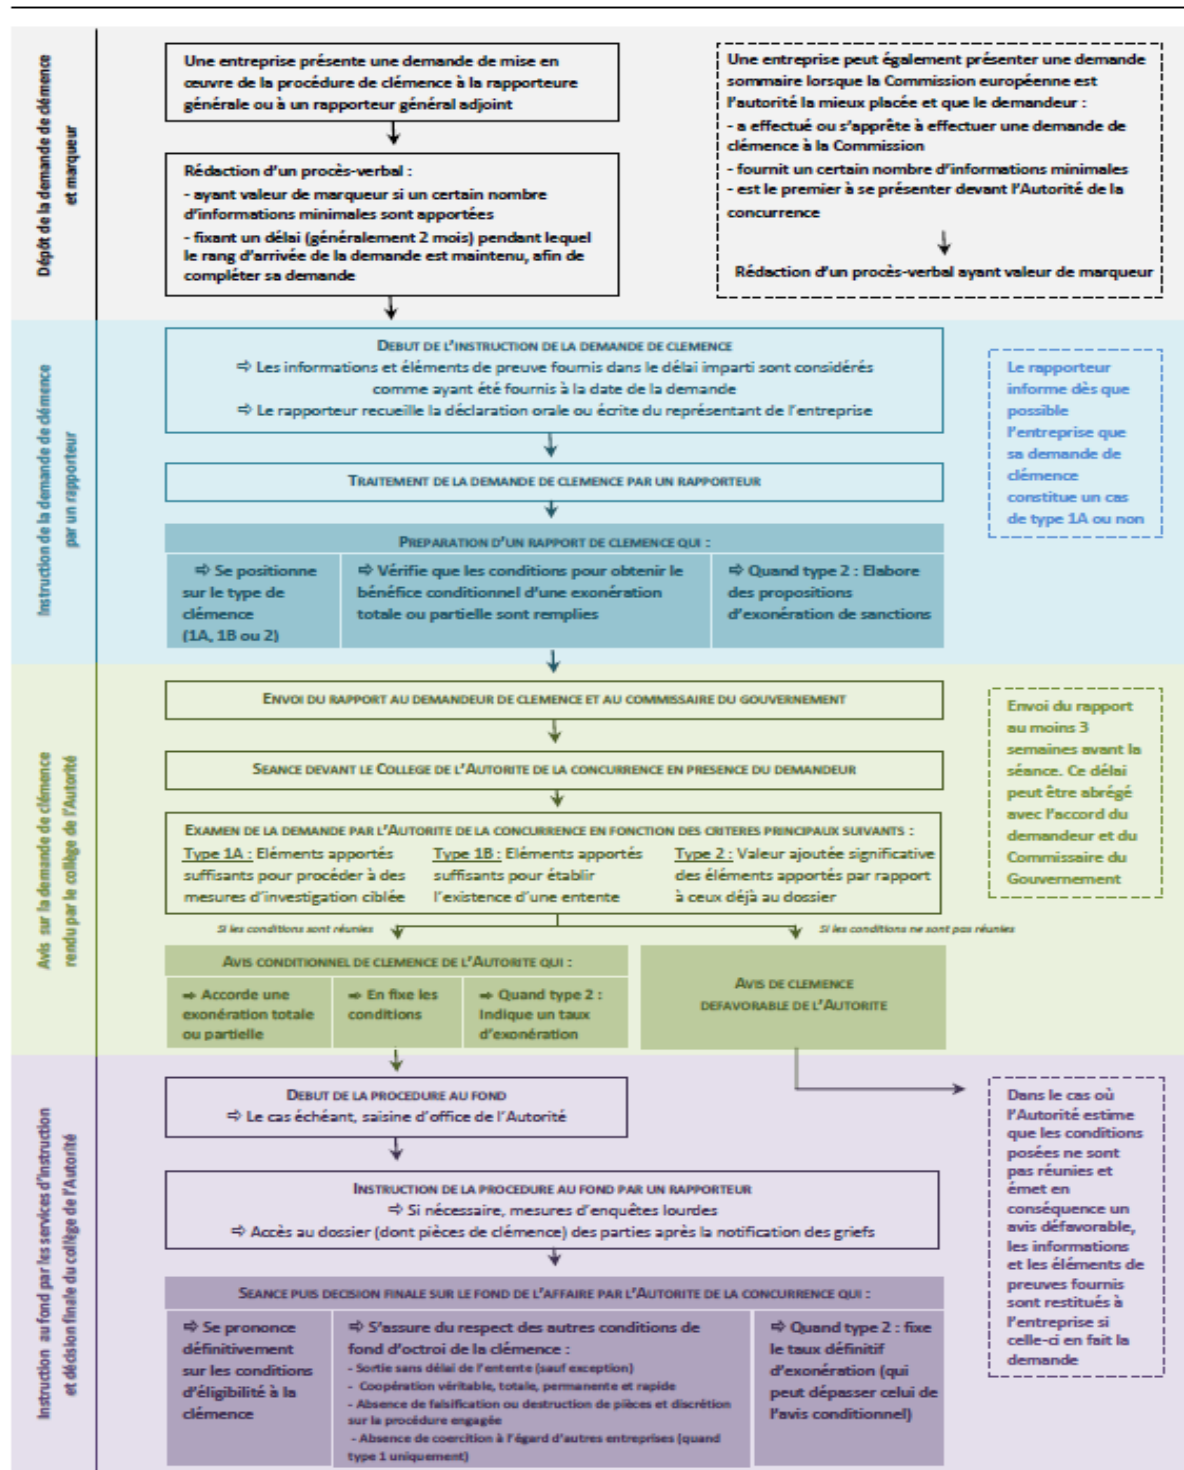 Dépôt de la demande de clémence
et marqueur
Une entreprise présente une demande de mise en
œuvre de la procédure de clémence à la rapporteure
générale ou à un rapporteur général adjoint
Rédaction d'un procès-verbal :
- ayant valeur de marqueur si un certain nombre
d'informations minimales sont apportées
- fixant un délai (généralement 2 mois) pendant lequel
le rang d'arrivée de la demande est maintenu, afin de
compléter sa demande
Une entreprise peut également présenter une demande
sommaire lorsque la Commission européenne est
l'autorité la mieux placée et que le demandeur :
- a effectué ou s'apprête à effectuer une demande de
clémence à la Commission
- fournit un certain nombre d'informations minimales
- est le premier à se présenter devant l'Autorité de la
concurrence
Rédaction d'un procès-verbal ayant valeur de marqueur
Instruction de la demande de clémence
par un rapporteur
DEBUT DE L'INSTRUCTION DE LA DEMANDE DE CLEMENCE
⇨ Les informations et éléments de preuve fournis dans le délai imparti sont considérés
comme ayant été fournis à la date de la demande
⇨ Le rapporteur recueille la déclaration orale ou écrite du représentant de l'entreprise
TRAITEMENT DE LA DEMANDE DE CLEMENCE PAR UN RAPPORTEUR
PREPARATION D'UN RAPPORT DE CLEMENCE QUI :
⇨ Se positionne
sur le type de
clémence
(1A, 1B ou 2)
⇨ Vérifie que les conditions pour obtenir le
bénéfice conditionnel d'une exonération
totale ou partielle sont remplies
⇨ Quand type 2 : Elabore
des propositions
d'exonération de sanctions
Le rapporteur
informe dès que
possible
l'entreprise que
sa demande de
clémence
constitue un cas
de type 1A ou non
Avis sur la demande de clémence
rendu par le collège de l'Autorité
ENVOI DU RAPPORT AU DEMANDEUR DE CLEMENCE ET AU COMMISSAIRE DU GOUVERNEMENT
SEANCE DEVANT LE COLLEGE DE L'AUTORITE DE LA CONCURRENCE EN PRESENCE DU DEMANDEUR
EXAMEN DE LA DEMANDE PAR L'AUTORITE DE LA CONCURRENCE EN FONCTION DES CRITERES PRINCIPAUX SUIVANTS :
Type 1A : Eléments apportés
suffisants pour procéder à des
mesures d'investigation ciblée
Type 1B : Eléments apportés
suffisants pour établir
l'existence d'une entente
Type 2 : Valeur ajoutée significative
des éléments apportés par rapport
à ceux déjà au dossier
Si les conditions sont réunies
Si les conditions ne sont pas réunies
AVIS CONDITIONNEL DE CLEMENCE DE L'AUTORITE QUI :
⇨ Accorde une
exonération totale
ou partielle
⇨ En fixe les
conditions
⇨ Quand type 2 :
Indique un taux
d'exonération
AVIS DE CLEMENCE
DEFAVORABLE DE L'AUTORITE
Envoi du rapport
au moins 3
semaines avant la
séance. Ce délai
peut être abrégé
avec l'accord du
demandeur et du
Commissaire du
Gouvernement
Instruction au fond par les services d'instruction
et décision finale du collège de l'Autorité
DEBUT DE LA PROCEDURE AU FOND
⇨ Le cas échéant, saisine d'office de l'Autorité
INSTRUCTION DE LA PROCEDURE AU FOND PAR UN RAPPORTEUR
⇨ Si nécessaire, mesures d'enquêtes lourdes
⇨ Accès au dossier (dont pièces de clémence) des parties après la notification des griefs
SEANCE PUIS DECISION FINALE SUR LE FOND DE L'AFFAIRE PAR L'AUTORITE DE LA CONCURRENCE QUI :
⇨ Se prononce
définitivement
sur les conditions
d'éligibilité à la
clémence
⇨ S'assure du respect des autres conditions de
fond d'octroi de la clémence :
- Sortie sans délai de l'entente (sauf exception)
- Coopération véritable, totale, permanente et rapide
- Absence de falsification ou destruction de pièces et discrétion
sur la procédure engagée
- Absence de coercition à l'égard d'autres entreprises (quand
type 1 uniquement)
⇨ Quand type 2 : fixe
le taux définitif
d'exonération (qui
peut dépasser celui de
l'avis conditionnel)
Dans le cas où
l'Autorité estime
que les conditions
posées ne sont
pas réunies et
émet en
conséquence un
avis défavorable,
les informations
et les éléments de
preuves fournis
sont restitués à
l'entreprise si
celle-ci en fait la
demande